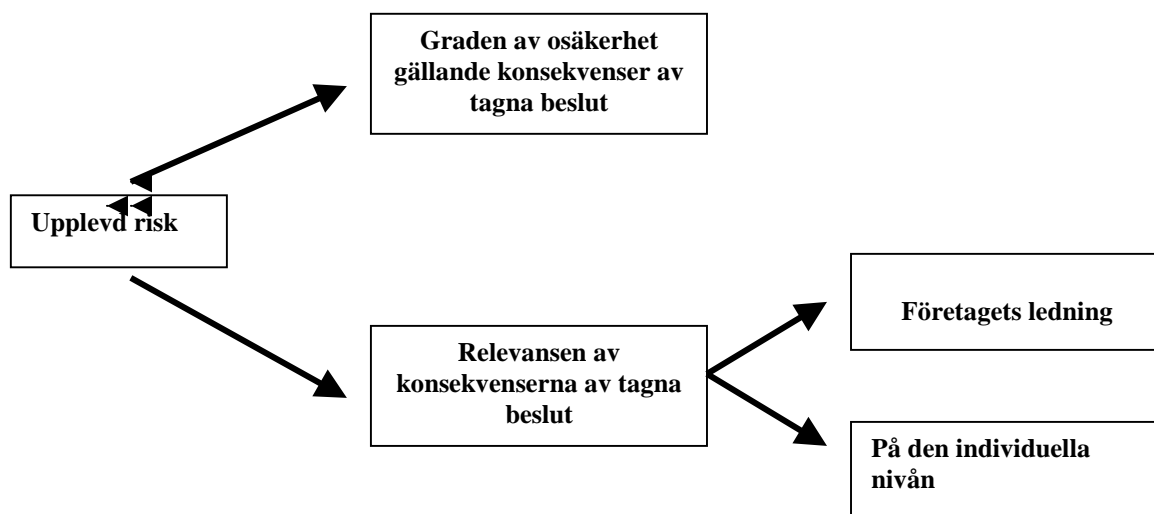 Graden av osäkerhet
gällande konsekvenser av
tagna beslut
Upplevd risk
Företagets ledning
Relevansen av
konsekvenserna av tagna
beslut
På den individuella
nivån